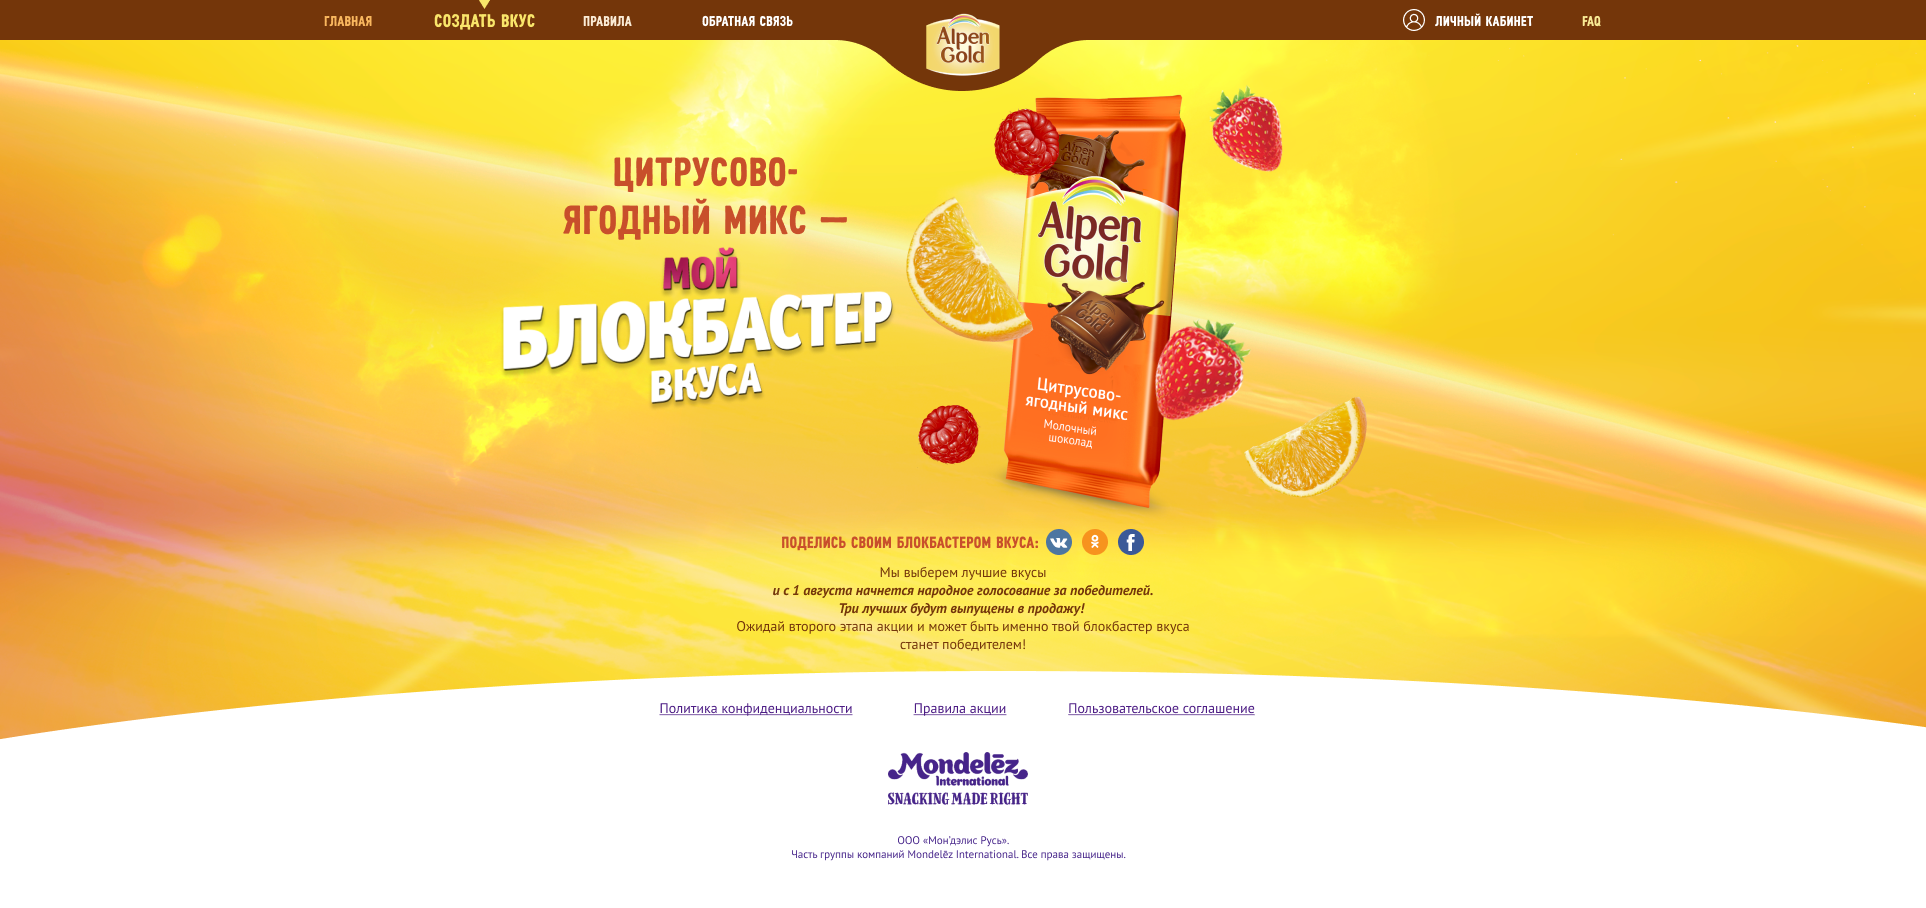 ГЛАВНАЯ
СОЗДАТЬ ВКУС
ПРАВИЛА
ОБРАТНАЯ СВЯЗЬ
Alpen
Gold
ЛИЧНЫЙ КАБИНЕТ
FAQ
ЦИТРУСОВО-
ЯГОДНЫЙ МИКС —
МОЙ
БЛОКБАСТЕР
ВКУСА
Alpen
Gold
Alpen
Gold
Alpen
Gold
Цитрусово-
ягодный микс
Молочный
шоколад
ПОДЕЛИСЬ СВОИМ БЛОКБАСТЕРОМ ВКУСА:
Мы выберем лучшие вкусы
и с 1 августа начнется народное голосование за победителей.
Три лучших будут выпущены в продажу!
Ожидай второго этапа акции и может быть именно твой блокбастер вкуса
станет победителем!
Политика конфиденциальности
Правила акции
Пользовательское соглашение
Mondelēz
International
SNACKING MADE RIGHT
ООО «Мон'дэлис Русь».
Часть группы компаний Mondelēz International. Все права защищены.